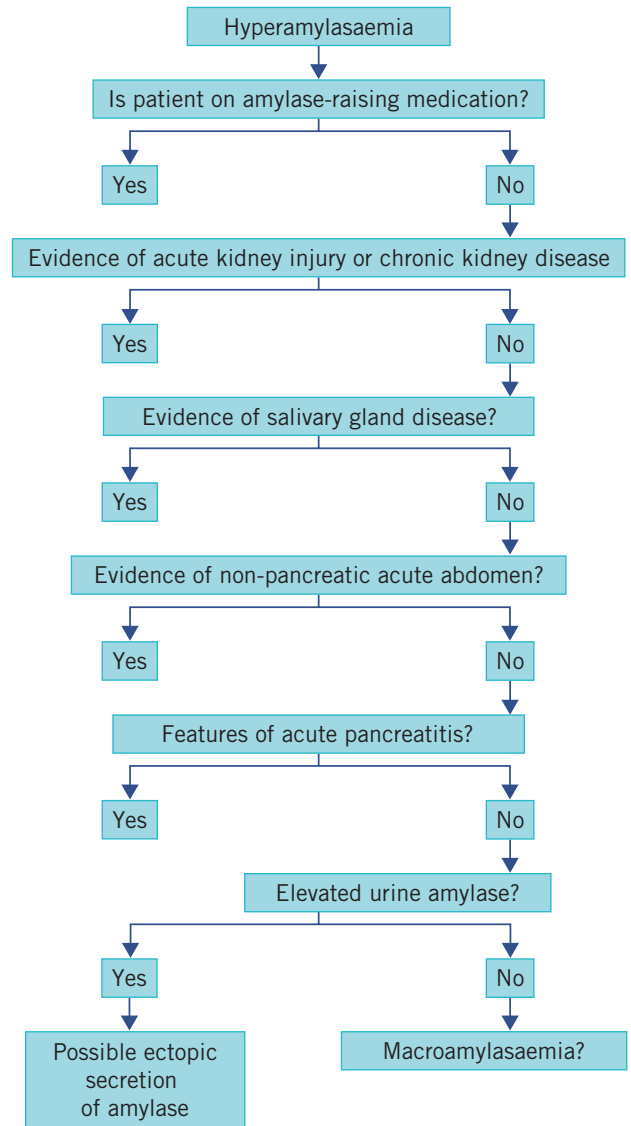 Hyperamylasaemia
Is patient on amylase-raising medication?
Yes
No
Evidence of acute kidney injury or chronic kidney disease
Yes
No
Evidence of salivary gland disease?
Yes
No
Evidence of non-pancreatic acute abdomen?
Yes
No
Features of acute pancreatitis?
Yes
No
Elevated urine amylase?
Yes
No
Possible ectopic
secretion
of amylase
Macroamylasaemia?